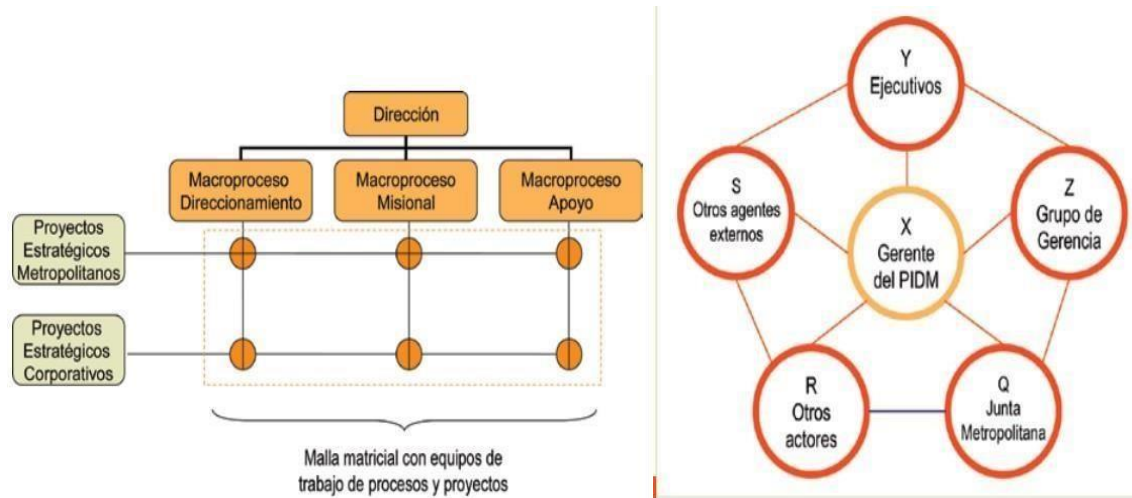 Dirección
Macroproceso
Direccionamiento
Macroproceso
Misional
Macroproceso
Apoyo
Proyectos
Estratégicos
Metropolitanos
Proyectos
Estratégicos
Corporativos
Malla matricial con equipos de
trabajo de procesos y proyectos
Y
Ejecutivos
S
Otros agentes
externos
Z
Grupo de
Gerencia
X
Gerente
del PIDM
R
Otros
actores
Q
Junta
Metropolitana